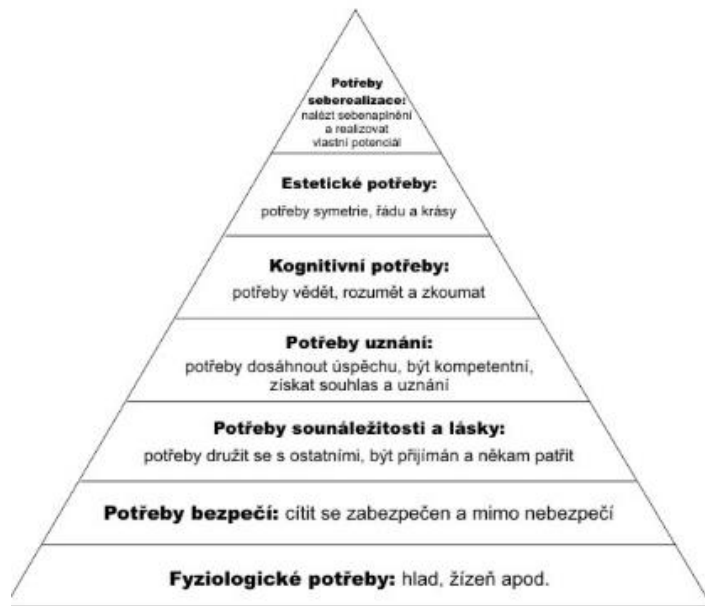 Potřeby
seberealizace:
nalézt sebenaplnění
a realizovat
vlastní potenciál
Estetické potřeby:
potřeby symetrie, řádu a krásy
Kognitivní potřeby:
potřeby vědět, rozumět a zkoumat
Potřeby uznání:
potřeby dosáhnout úspěchu, být kompetentní,
získat souhlas a uznání
Potřeby sounáležitosti a lásky:
potřeby družit se s ostatními, být přijímán a někam patřit
Potřeby bezpečí: cítit se zabezpečen a mimo nebezpečí
Fyziologické potřeby: hlad, žízeň apod.